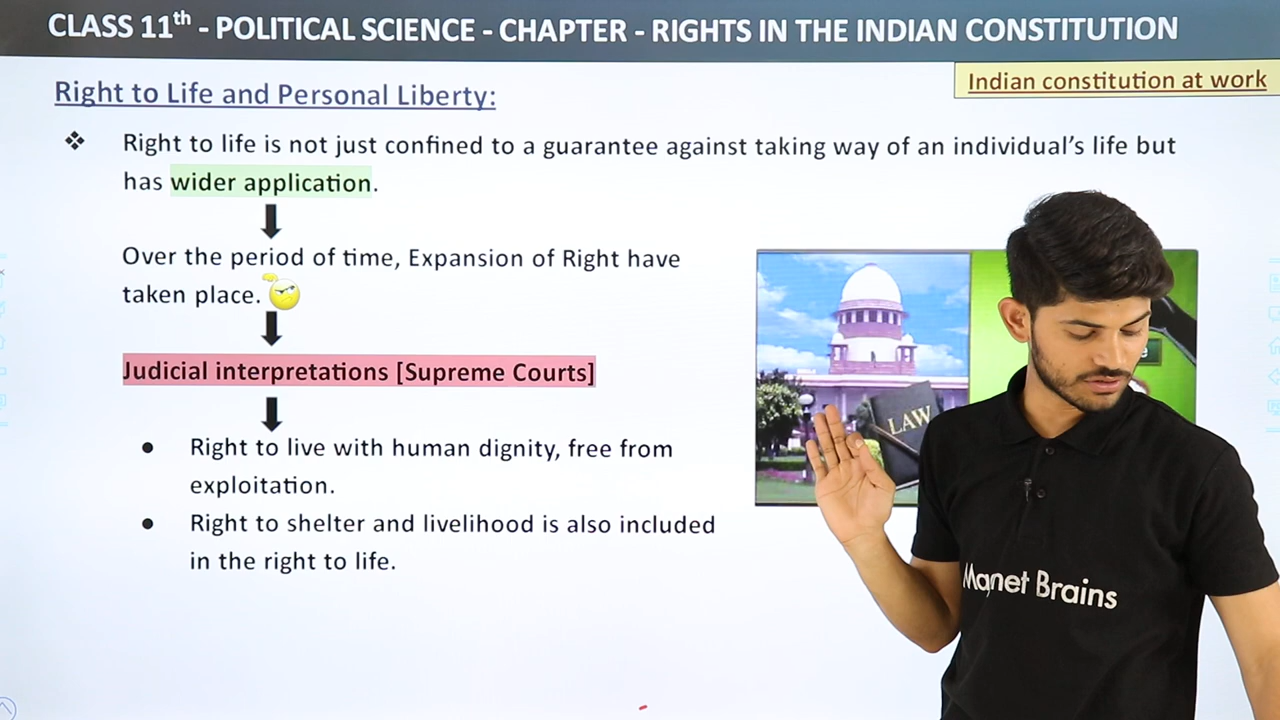 CLASS 11th - POLITICAL SCIENCE - CHAPTER - RIGHTS IN THE INDIAN CONSTITUTION
Indian constitution at work
Right to Life and Personal Liberty:
❖ Right to life is not just confined to a guarantee against taking way of an individual's life but
has wider application.
Over the period of time, Expansion of Right have
taken place.
Judicial interpretations [Supreme Courts]
● Right to live with human dignity, free from
exploitation.
● Right to shelter and livelihood is also included
in the right to life.
LAW
Magnet Brains